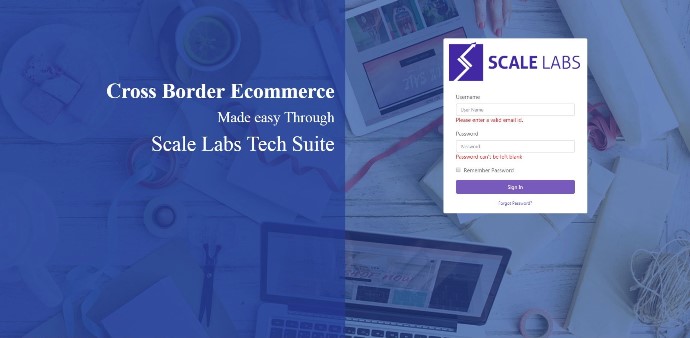 Cross Border Ecommerce
Made easy Through
Scale Labs Tech Suite
SCALE LABS
Username
User Name
Please enter a valid email id.
Password
Password
Password can't be left blank
Remember Password
Sign In
Forgot Password?